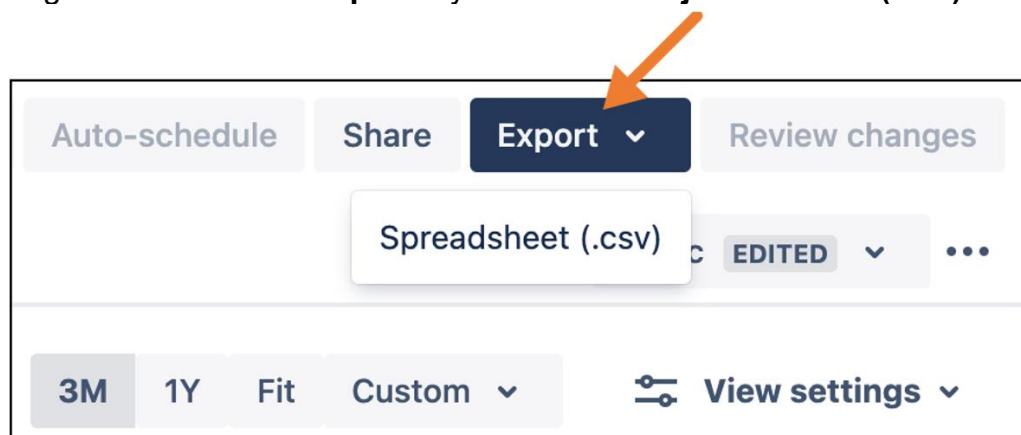 Auto-schedule Share Export Review changes
Spreadsheet (.csv)
EDITED
3M 1Y Fit Custom View settings